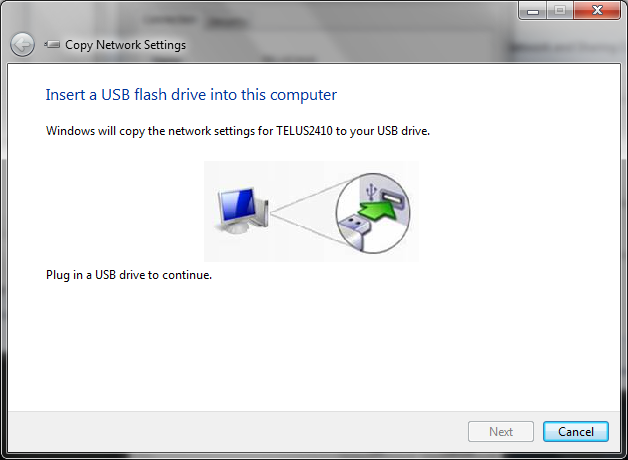 Copy Network Settings
Insert a USB flash drive into this computer
Windows will copy the network settings for TELUS2410 to your USB drive.
Plug in a USB drive to continue.
Next
Cancel